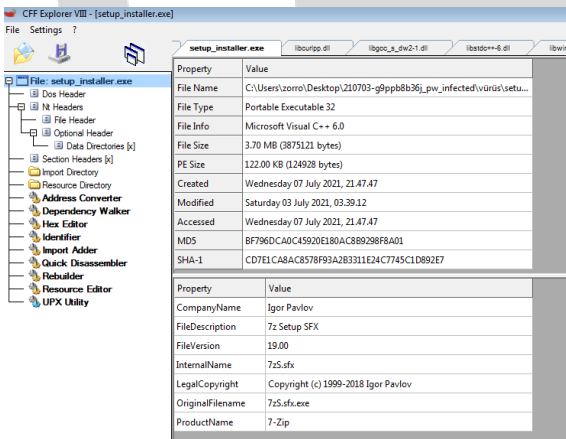 CFF Explorer VIII - [setup_installer.exe]
File Settings ?
setup_installer.exe libcurlpp.dll libgcc_s_dw2-1.dll libstdc++-6.dll libwi
File: setup_installer.exe
Dos Header
Nt Headers
File Header
Optional Header
Data Directories [x]
Section Headers [x]
Import Directory
Resource Directory
Address Converter
Dependency Walker
Hex Editor
Identifier
Import Adder
Quick Disassembler
Rebuilder
Resource Editor
UPX Utility
Property Value
File Name C:\Users\zorro\Desktop\210703-g9ppb8b36j_pw_infected\vürüs\setu...
File Type Portable Executable 32
File Info Microsoft Visual C++ 6.0
File Size 3.70 MB (3875121 bytes)
PE Size 122.00 KB (124928 bytes)
Created Wednesday 07 July 2021, 21.47.47
Modified Saturday 03 July 2021, 03.39.12
Accessed Wednesday 07 July 2021, 21.47.47
MD5 BF796DCA0C45920E180AC8B9298F8A01
SHA-1 CD7E1CA8AC8578F93A2B3311E24C7745C1D892E7
Property Value
CompanyName Igor Pavlov
FileDescription 7z Setup SFX
FileVersion 19.00
InternalName 7zS.sfx
LegalCopyright Copyright (c) 1999-2018 Igor Pavlov
OriginalFilename 7zS.sfx.exe
ProductName 7-Zip